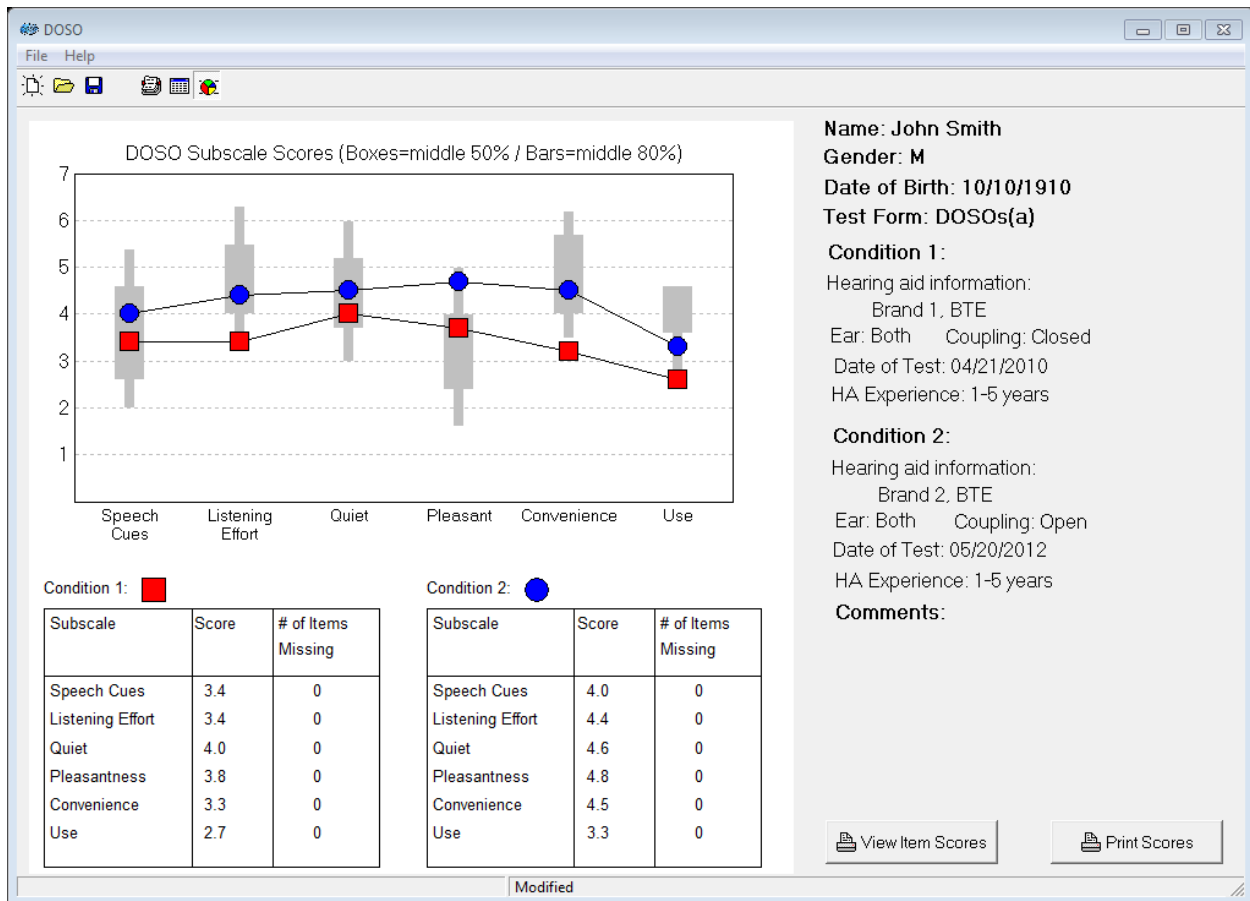 DOSO
File Help
DOSO Subscale Scores (Boxes=middle 50% / Bars=middle 80%)
7
6
5
4
3
2
1
Speech Cues
Listening Effort
Quiet
Pleasant
Convenience
Use
Condition 1:
Subscale Score # of Items Missing
Speech Cues 3.4 0
Listening Effort 3.4 0
Quiet 4.0 0
Pleasantness 3.8 0
Convenience 3.3 0
Use 2.7 0
Condition 2:
Subscale Score # of Items Missing
Speech Cues 4.0 0
Listening Effort 4.4 0
Quiet 4.6 0
Pleasantness 4.8 0
Convenience 4.5 0
Use 3.3 0
Name: John Smith
Gender: M
Date of Birth: 10/10/1910
Test Form: DOSOs(a)
Condition 1:
Hearing aid information:
Brand 1, BTE
Ear: Both Coupling: Closed
Date of Test: 04/21/2010
HA Experience: 1-5 years
Condition 2:
Hearing aid information:
Brand 2, BTE
Ear: Both Coupling: Open
Date of Test: 05/20/2012
HA Experience: 1-5 years
Comments:
View Item Scores
Print Scores
Modified